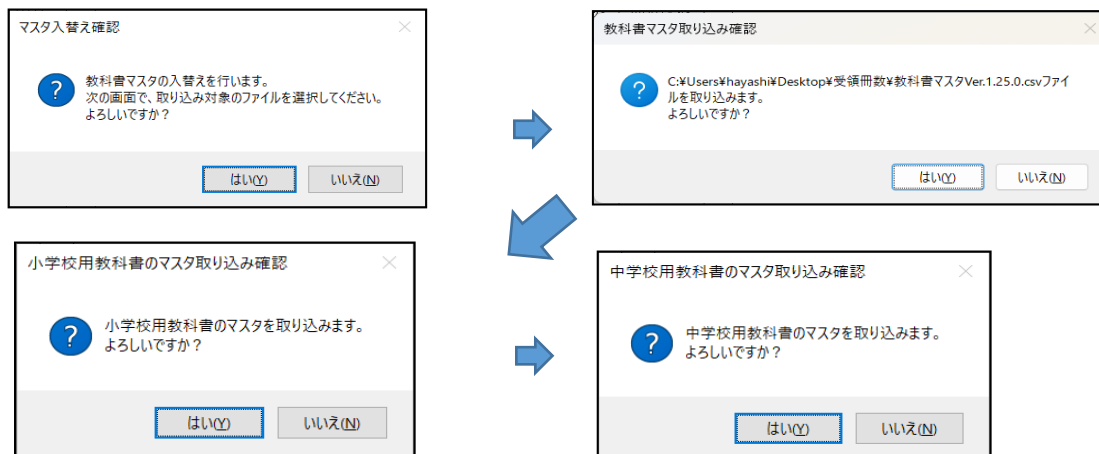 マスタ入替え確認
教科書マスタの入替えを行います。
次の画面で、取り込み対象のファイルを選択してください。
よろしいですか？
はい(Y)
いいえ(N)
教科書マスタ取り込み確認
C:¥Users¥hayashi¥Desktop¥受領冊数¥教科書マスタVer.1.25.0.csvファイ
ルを取り込みます。
よろしいですか？
はい(Y)
いいえ(N)
小学校用教科書のマスタ取り込み確認
小学校用教科書のマスタを取り込みます。
よろしいですか？
はい(Y)
いいえ(N)
中学校用教科書のマスタ取り込み確認
中学校用教科書のマスタを取り込みます。
よろしいですか？
はい(Y)
いいえ(N)